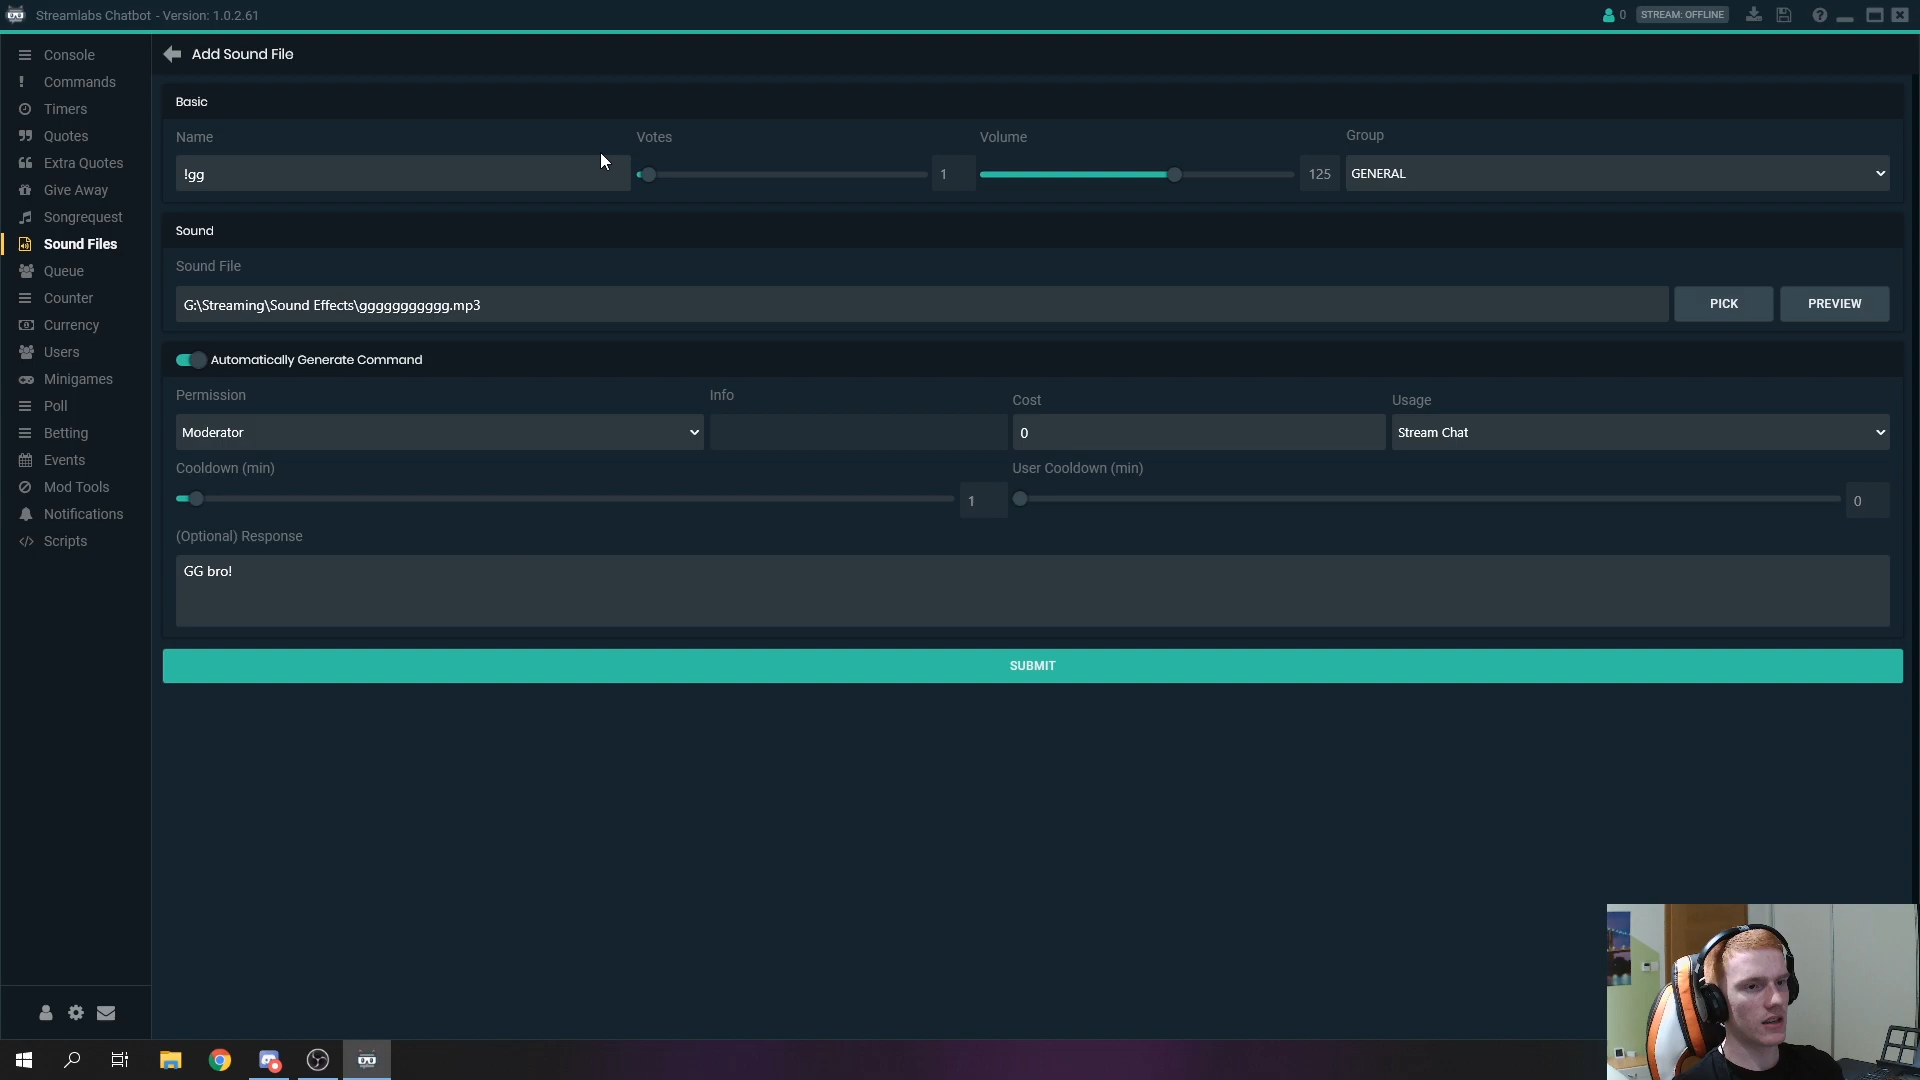 Streamlabs Chatbot - Version: 1.0.2.61
0
STREAM: OFFLINE
Console
Commands
Timers
Quotes
Extra Quotes
Give Away
Songrequest
Sound Files
Queue
Counter
Currency
Users
Minigames
Poll
Betting
Events
Mod Tools
Notifications
Scripts
Add Sound File
Basic
Name
Votes
Volume
Group
!gg
1
125
GENERAL
Sound
Sound File
G:\Streaming\Sound Effects\ggggggggggg.mp3
PICK
PREVIEW
Automatically Generate Command
Permission
Info
Cost
Usage
Moderator
0
Stream Chat
Cooldown (min)
User Cooldown (min)
1
0
(Optional) Response
GG bro!
SUBMIT